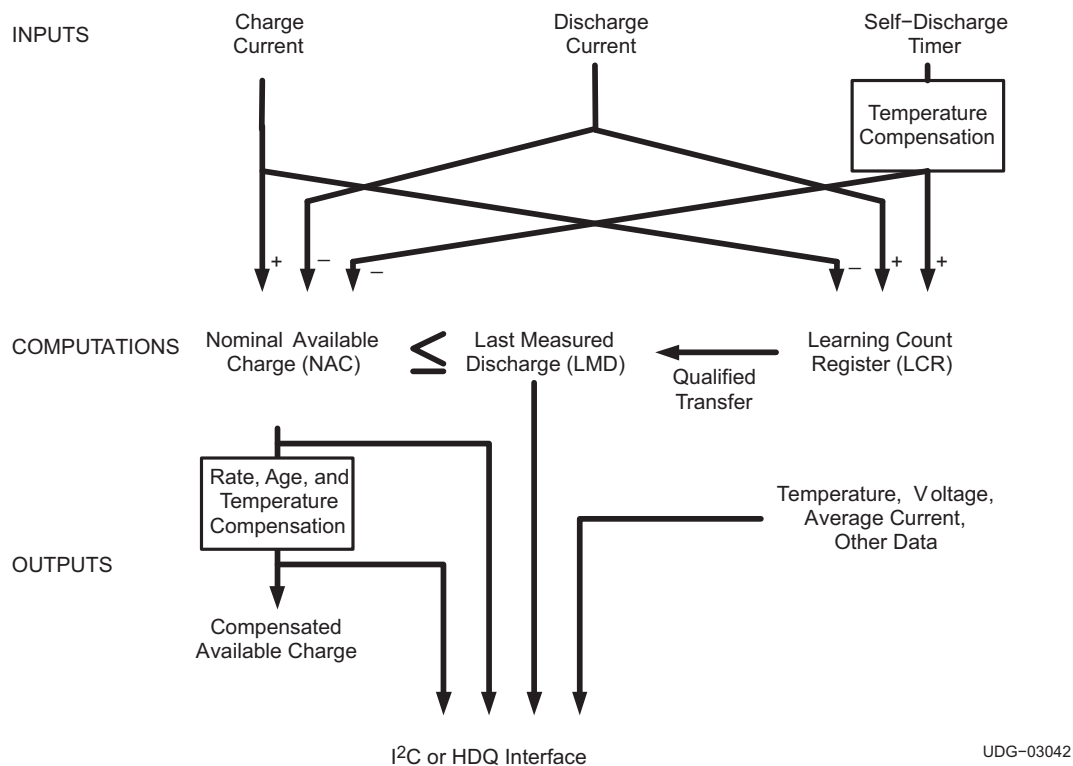 INPUTS
Charge
Current
Discharge
Current
Self−Discharge
Timer
Temperature
Compensation
+
−
−
−
+
+
COMPUTATIONS
Nominal Available
Charge (NAC)
≤
Last Measured
Discharge (LMD)
Qualified
Transfer
Learning Count
Register (LCR)
Rate, Age, and
Temperature
Compensation
Temperature, Voltage,
Average Current,
Other Data
OUTPUTS
Compensated
Available Charge
I²C or HDQ Interface
UDG−03042